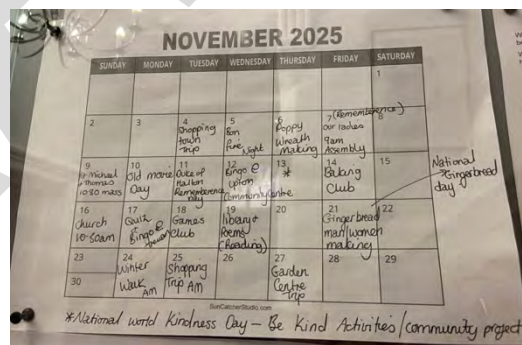 NOVEMBER 2025
SUNDAY MONDAY TUESDAY WEDNESDAY THURSDAY FRIDAY SATURDAY
1
2
3
4
Shopping
town
Trip
5
Bon
fire Night
6
Poppy
Wreath
Making
7 (Rememberence)
our ladies
9am
Assembly
8
9
St Michael
+ Thomas
10:30 mass
10
Old movie
Day
11
Duke of
Halton
Rememberence
Day
12
Bingo @
upton
Community Centre
13
*
14
Baking
Club
15
National
Gingerbread
day
16
Church
10-50am
17
Quiz
Bingo @
18
Games
Club
19
library +
Poems
(Reading)
20
21
Gingerbread
man/women
making
22
23
24
Winter
Walk AM
25
Shopping
Trip AM
26
27
Garden
Centre
Trip
28
29
30
SunCatcherStudio.com
*National world Kindness Day - Be Kind Activities/community project